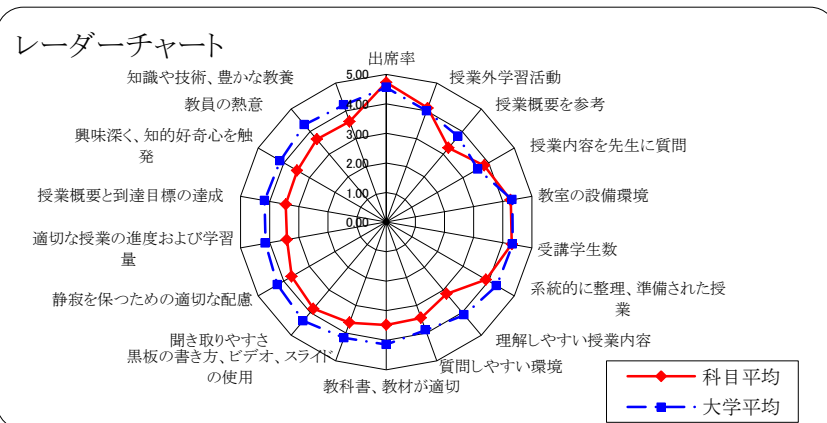 レーダーチャート
出席率
授業外学習活動
授業概要を参考
授業内容を先生に質問
教室の設備環境
受講学生数
系統的に整理、準備された授
業
理解しやすい授業内容
質問しやすい環境
教科書、教材が適切
黒板の書き方、ビデオ、スライド
の使用
聞き取りやすさ
静寂を保つための適切な配慮
適切な授業の進度および学習
量
授業概要と到達目標の達成
興味深く、知的好奇心を触
発
教員の熱意
知識や技術、豊かな教養
5.00
4.00
3.00
2.00
1.00
0.00
科目平均
大学平均